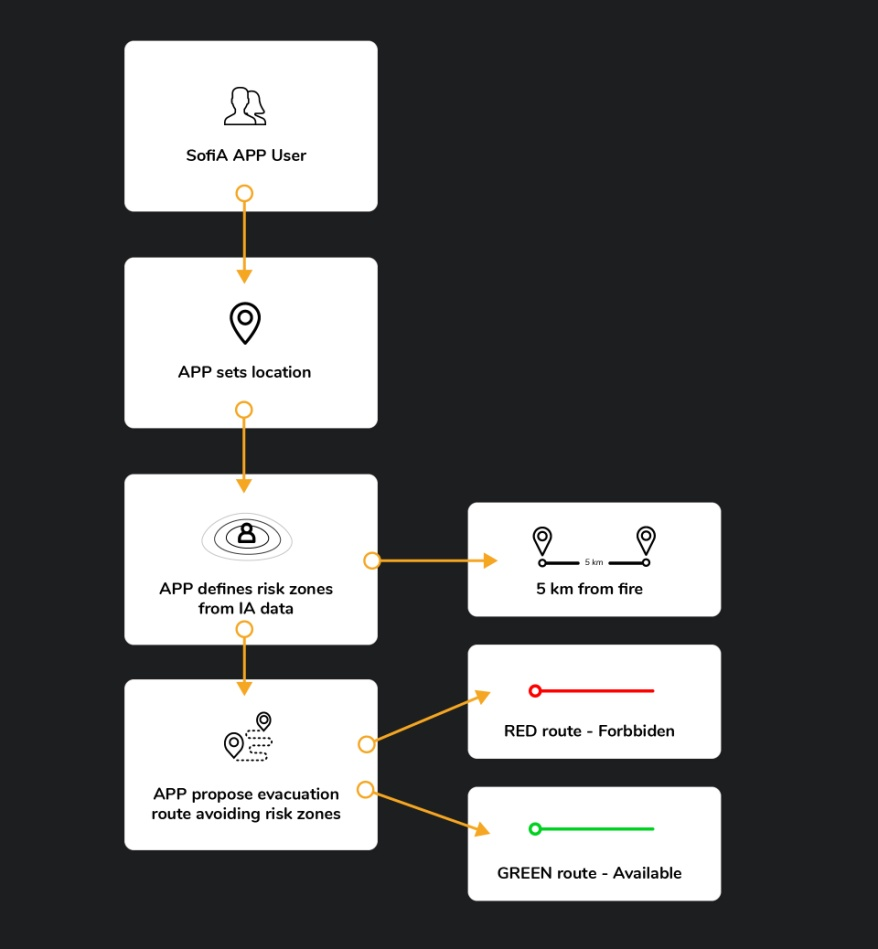 SofiA APP User
APP sets location
APP defines risk zones
from IA data
5 km
5 km from fire
APP propose evacuation
route avoiding risk zones
RED route - Forbbiden
GREEN route - Available